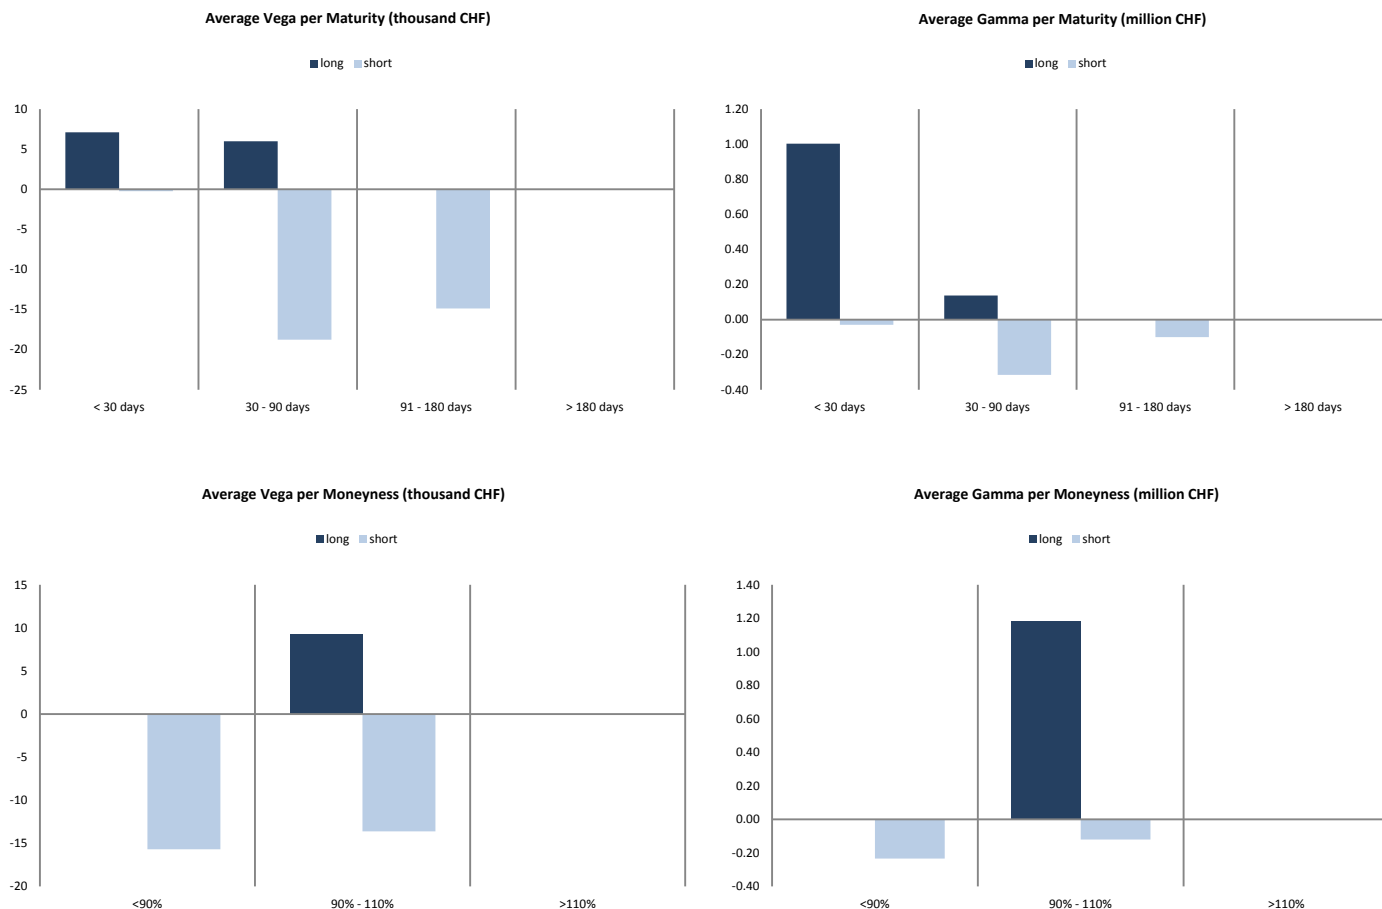 Average Vega per Maturity (thousand CHF)
long short
10
5
0
-5
-10
-15
-20
-25
< 30 days 30 - 90 days 91 - 180 days > 180 days
Average Gamma per Maturity (million CHF)
long short
1.20
1.00
0.80
0.60
0.40
0.20
0.00
-0.20
-0.40
< 30 days 30 - 90 days 91 - 180 days > 180 days
Average Vega per Moneyness (thousand CHF)
long short
15
10
5
0
-5
-10
-15
-20
<90% 90% - 110% >110%
Average Gamma per Moneyness (million CHF)
long short
1.40
1.20
1.00
0.80
0.60
0.40
0.20
0.00
-0.20
-0.40
<90% 90% - 110% >110%